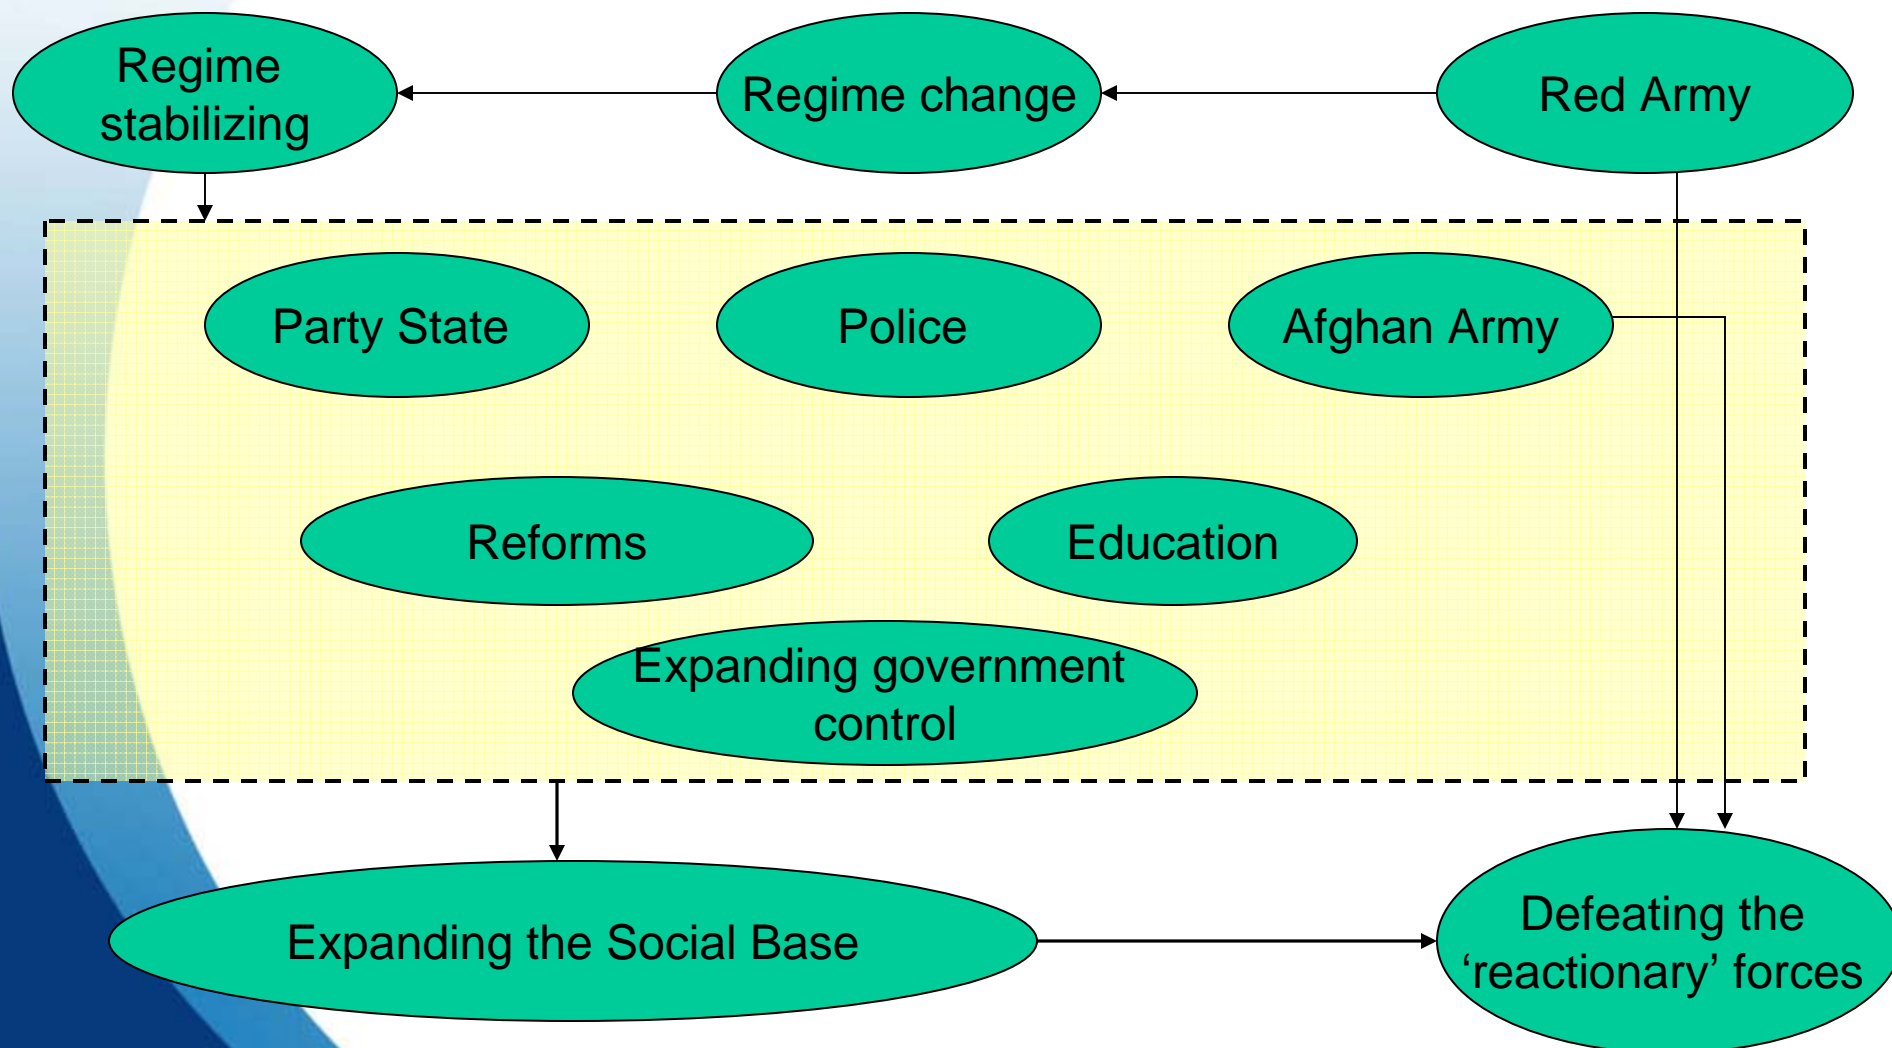 Regime
stabilizing
Regime change
Red Army
Party State
Police
Afghan Army
Reforms
Education
Expanding government
control
Expanding the Social Base
Defeating the
‘reactionary’ forces